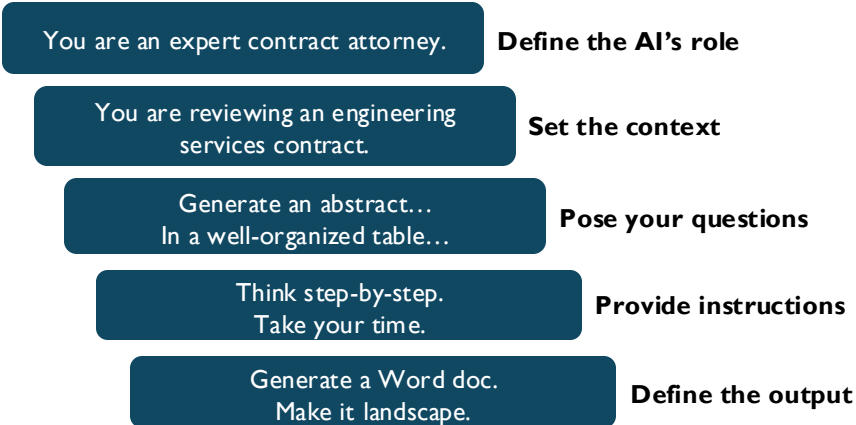 You are an expert contract attorney.
Define the AI’s role
You are reviewing an engineering
services contract.
Set the context
Generate an abstract…
In a well-organized table…
Pose your questions
Think step-by-step.
Take your time.
Provide instructions
Generate a Word doc.
Make it landscape.
Define the output